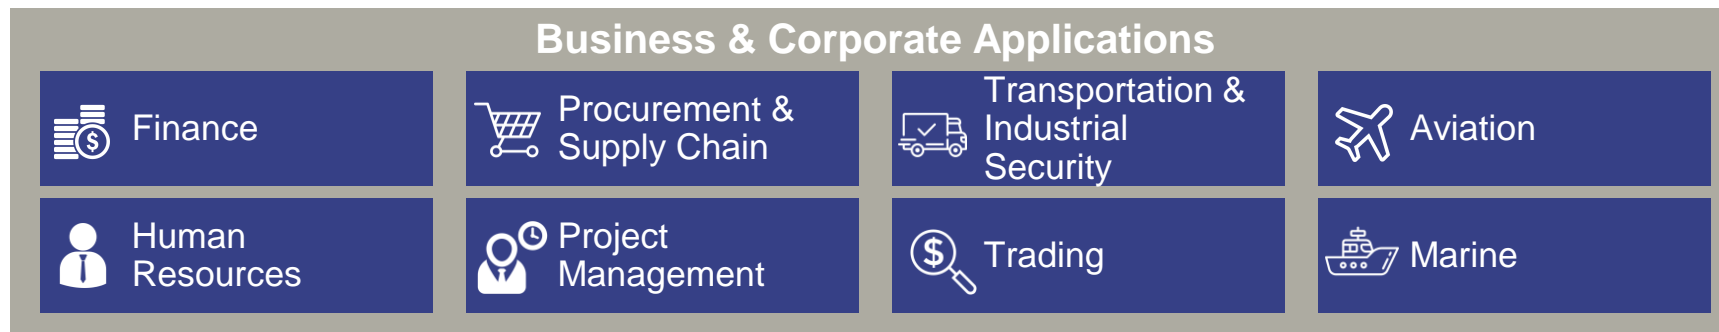 Business & Corporate Applications
Finance
Procurement &
Supply Chain
Transportation &
Industrial
Security
Aviation
Human
Resources
Project
Management
$
Trading
Marine